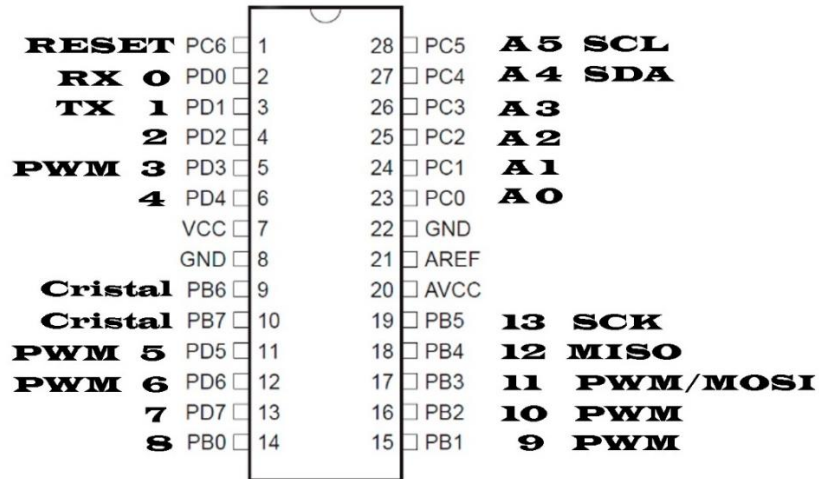 RESET PC6 1 28 PC5 A5 SCL
RX 0 PD0 2 27 PC4 A4 SDA
TX 1 PD1 3 26 PC3 A3
2 PD2 4 25 PC2 A2
PWM 3 PD3 5 24 PC1 A1
4 PD4 6 23 PC0 A0
VCC 7 22 GND
GND 8 21 AREF
Cristal PB6 9 20 AVCC
Cristal PB7 10 19 PB5 13 SCK
PWM 5 PD5 11 18 PB4 12 MISO
PWM 6 PD6 12 17 PB3 11 PWM/MOSI
7 PD7 13 16 PB2 10 PWM
8 PB0 14 15 PB1 9 PWM